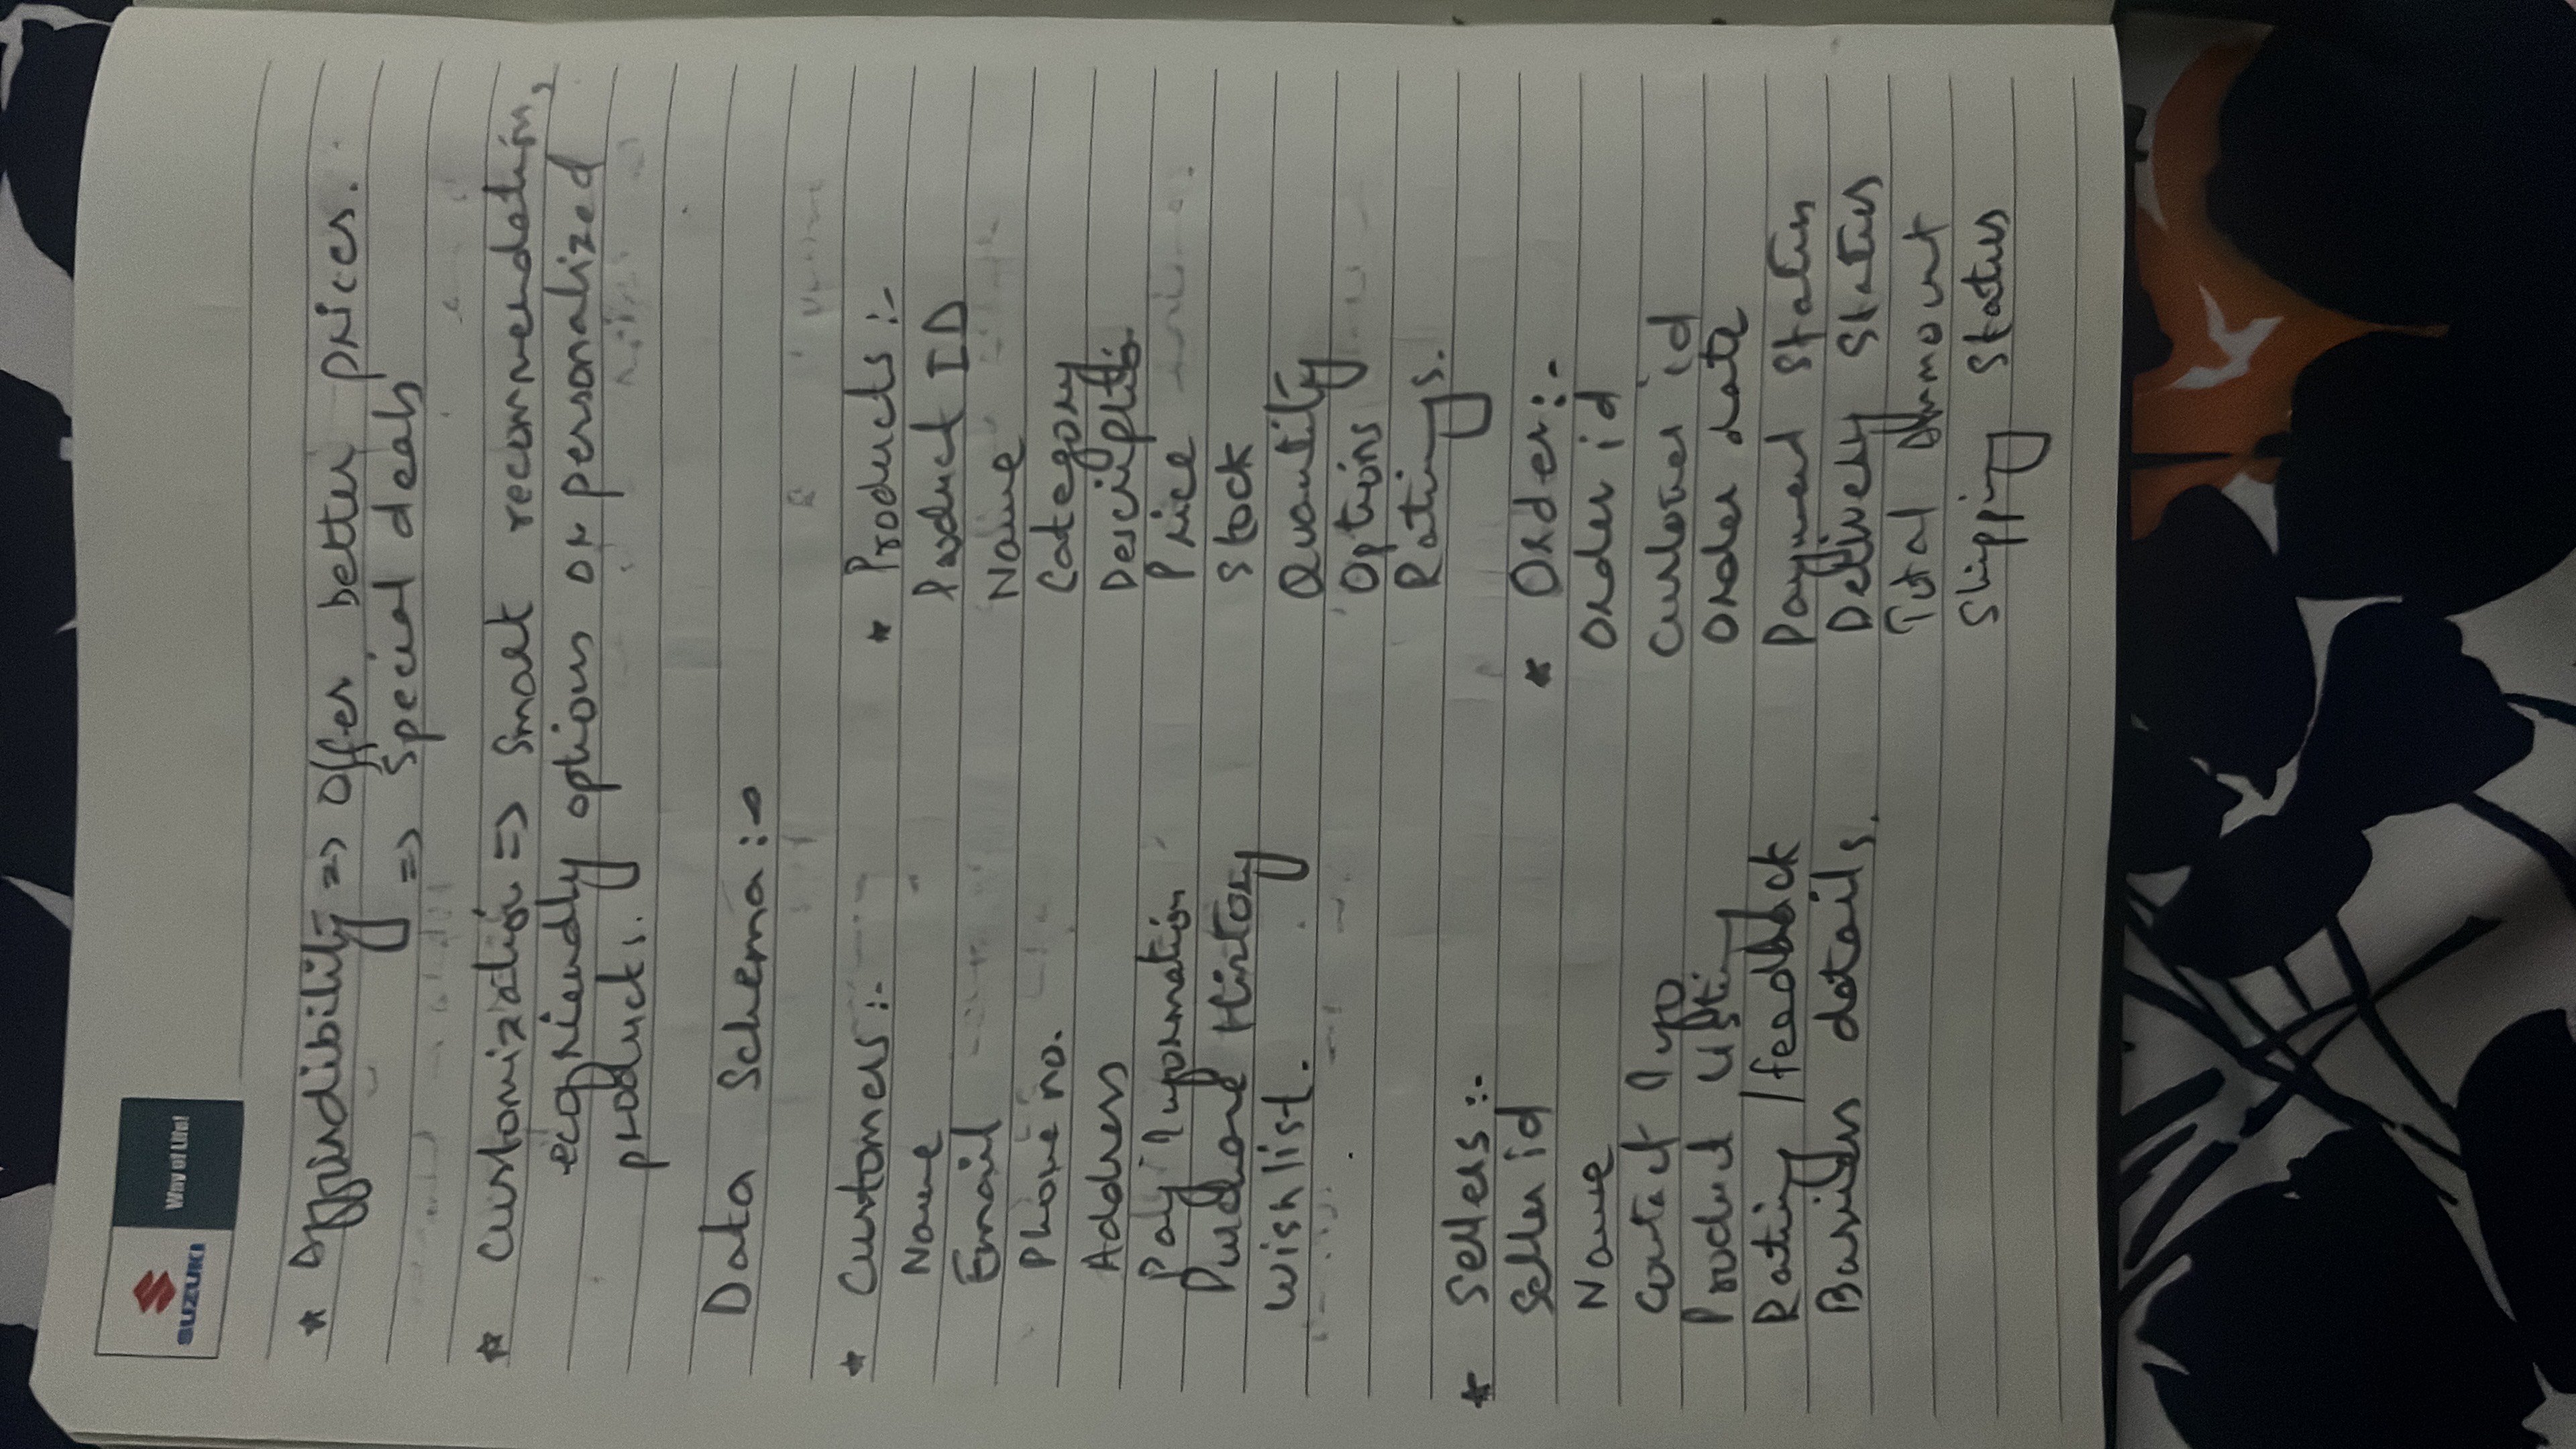 SUZUKI
Way of Life!
* Affordibility => Offer better prices.
=> Special deals
* Customization => Smart recommendation,
ecofriendly options or personalized
products.
Data Schema :-
* Customers :-
Name
Email
Phone no.
Address
Pay Information
Purchase History
Wishlist.
* Products :-
Product ID
Name
Category
Description
Price
Stock
Quantity
Options
Ratings.
* Sellers :-
Seller id
Name
Contact Info
Product listing
Rating /feedback
Business details.
* Order :-
Order id
Customer id
Order date
Payment Status
Delivery Status
Total Ammount
Shipping Status